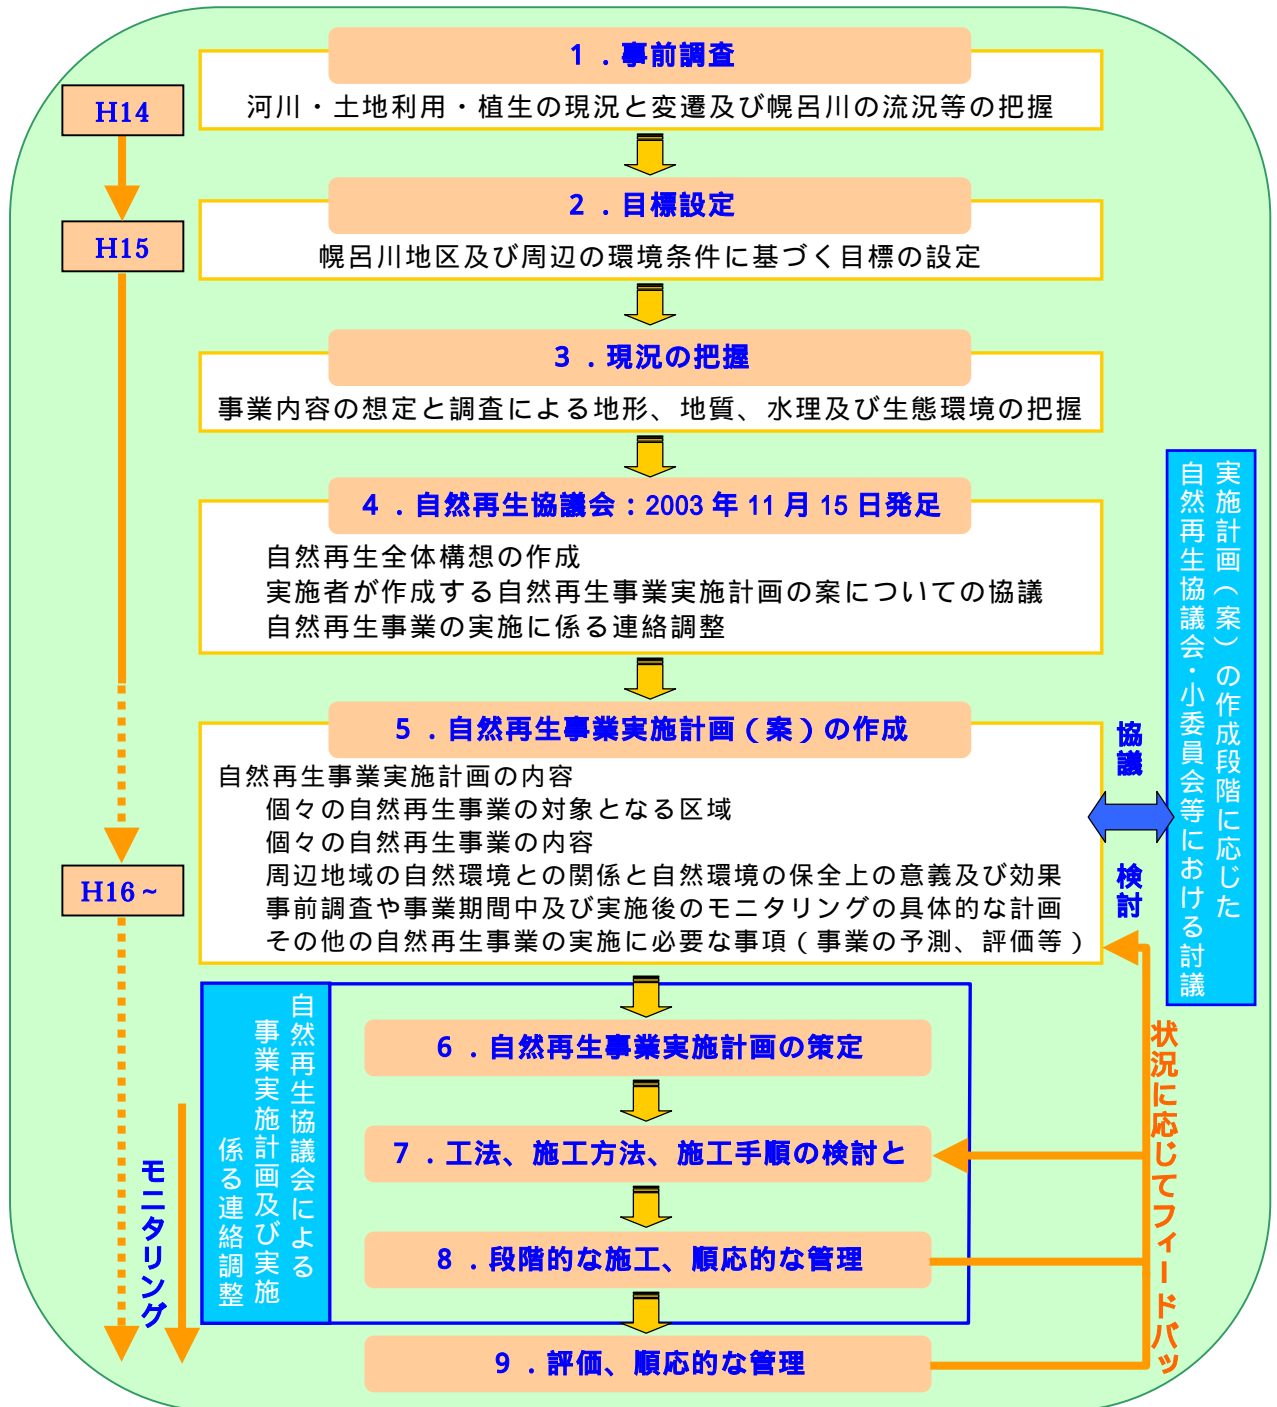 1．事前調査
河川・土地利用・植生の現況と変遷及び幌呂川の流況等の把握
H14
2．目標設定
幌呂川地区及び周辺の環境条件に基づく目標の設定
H15
3．現況の把握
事業内容の想定と調査による地形、地質、水理及び生態環境の把握
4．自然再生協議会：2003年11月15日発足
自然再生全体構想の作成
実施者が作成する自然再生事業実施計画の案についての協議
自然再生事業の実施に係る連絡調整
実施計画（案）の作成段階に応じた
自然再生協議会・小委員会等における討議
5．自然再生事業実施計画（案）の作成
自然再生事業実施計画の内容
個々の自然再生事業の対象となる区域
個々の自然再生事業の内容
周辺地域の自然環境との関係と自然環境の保全上の意義及び効果
事前調査や事業期間中及び実施後のモニタリングの具体的な計画
その他の自然再生事業の実施に必要な事項（事業の予測、評価等）
協議
検討
H16～
自然再生協議会による
事業実施計画及び実施
係る連絡調整
6．自然再生事業実施計画の策定
7．工法、施工方法、施工手順の検討と
8．段階的な施工、順応的な管理
9．評価、順応的な管理
モニタリング
状況に応じてフィードバッ